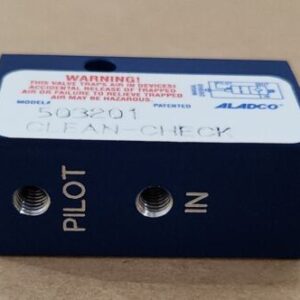 WARNING!
THIS VALVE TRAPS AIR IN DEVICES!
ACCIDENTAL RELEASE OF TRAPPED
AIR OR FAILURE TO RELIEVE TRAPPED
AIR MAY BE HAZARDOUS.
MODEL# PATENTED ALADCO®
503201
CLEAN-CHECK
PILOT
IN